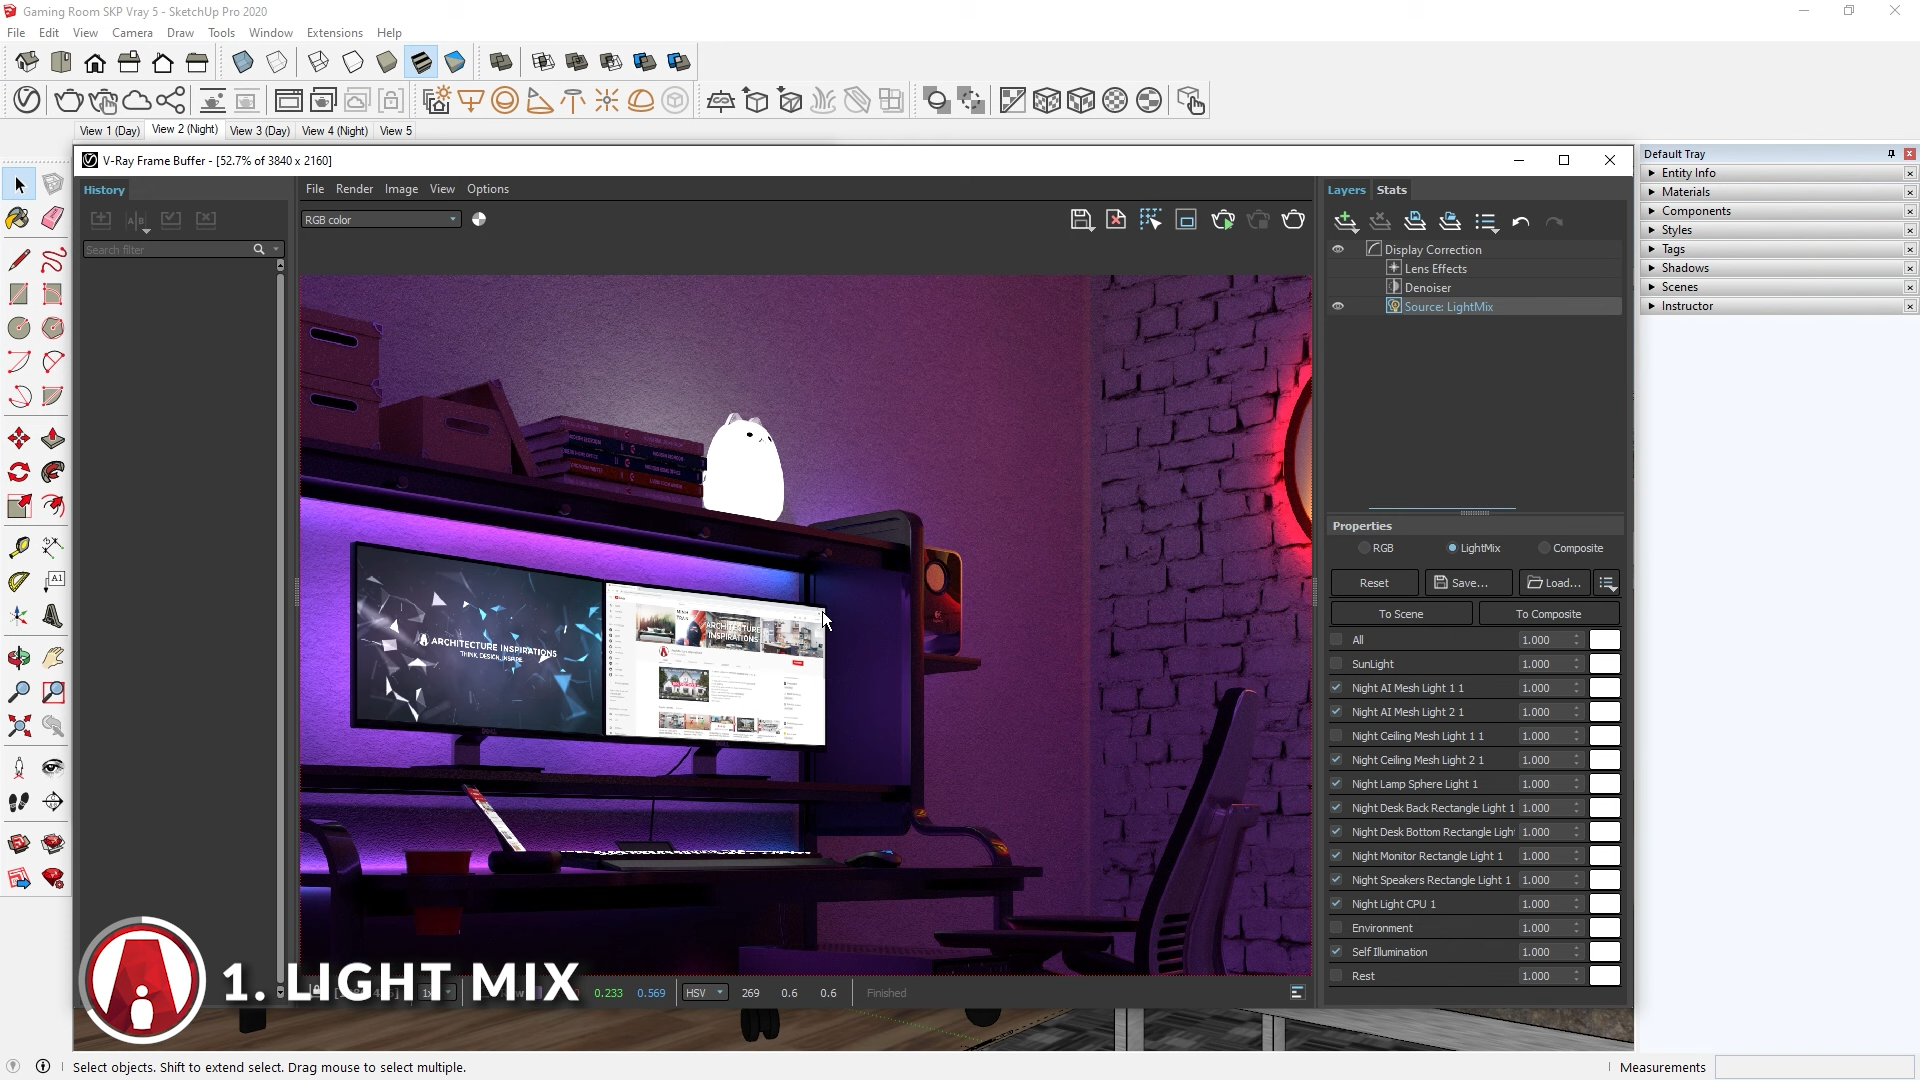 Gaming Room SKP Vray 5 - SketchUp Pro 2020
File Edit View Camera Draw Tools Window Extensions Help
View 1 (Day) View 2 (Night) View 3 (Day) View 4 (Night) View 5
V-Ray Frame Buffer - [52.7% of 3840 x 2160]
History
Search filter
File Render Image View Options
RGB color
ARCHITECTURE INSPIRATIONS
THINK. DESIGN. INSPIRE.
ARCHITECTURE
INSPIRATIONS
0.233 0.569 HSV 269 0.6 0.6 Finished
1. LIGHT MIX
Layers Stats
Display Correction
Lens Effects
Denoiser
Source: LightMix
Properties
RGB LightMix Composite
Reset Save... Load...
To Scene To Composite
All 1.000
SunLight 1.000
Night AI Mesh Light 1 1 1.000
Night AI Mesh Light 2 1 1.000
Night Ceiling Mesh Light 1 1 1.000
Night Ceiling Mesh Light 2 1 1.000
Night Lamp Sphere Light 1 1.000
Night Desk Back Rectangle Light 1 1.000
Night Desk Bottom Rectangle Ligh 1.000
Night Monitor Rectangle Light 1 1.000
Night Speakers Rectangle Light 1 1.000
Night Light CPU 1 1.000
Environment 1.000
Self Illumination 1.000
Rest 1.000
Default Tray
Entity Info
Materials
Components
Styles
Tags
Shadows
Scenes
Instructor
A1
Select objects. Shift to extend select. Drag mouse to select multiple.
Measurements